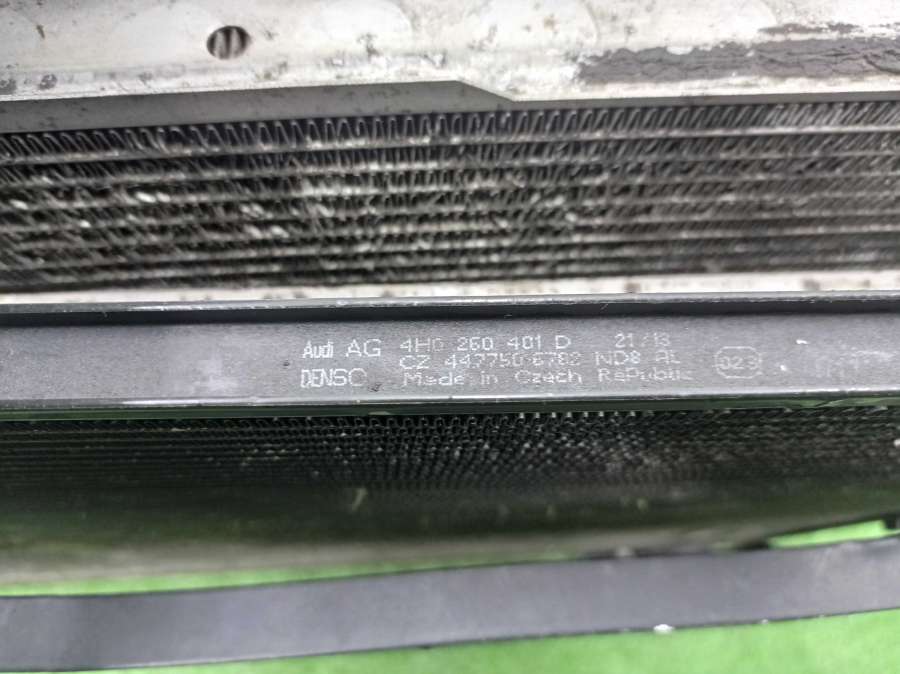 Audi AG 4H0 260 401 D 21/13
CZ 447750-6782 ND8 AL
DENSO Made in Czech RePublic